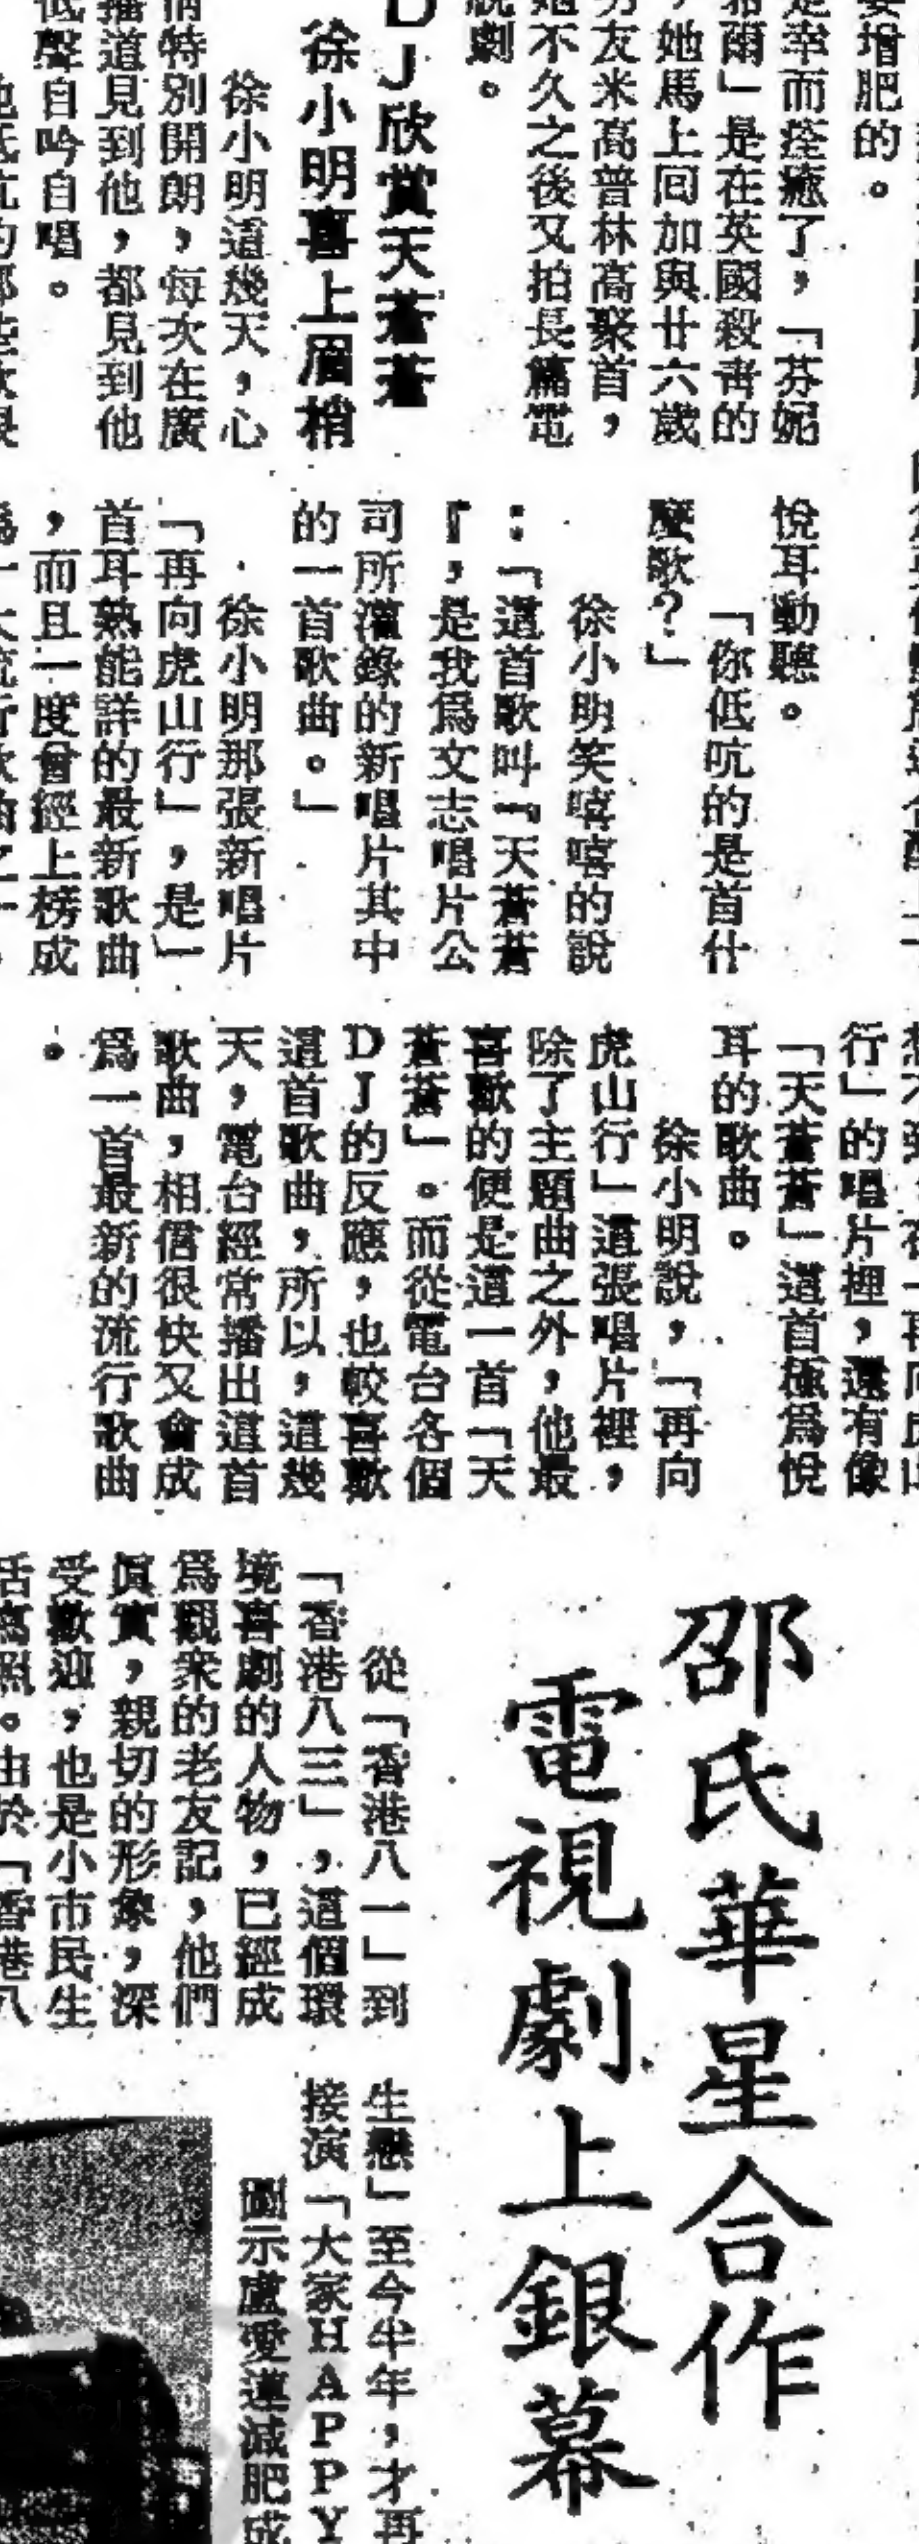 要增肥的。
是幸而痊癒了，「芬妮
希爾」是在英國殺青的
，她馬上回加與廿六歲
男友米高普林高聚首，
她不久之後又拍長篇電
視劇。
DJ欣賞天蒼蒼
徐小明喜上眉梢
徐小明這幾天，心
情特別開朗，每次在廣
播道見到他，都見到他
低聲自吟自唱。
悅耳動聽。
「你低吭的是首什
麼歌？」
徐小明笑嘻嘻的說
：「這首歌叫『天蒼蒼
』，是我爲文志唱片公
司所灌錄的新唱片其中
的一首歌曲。」
徐小明那張新唱片
「再向虎山行」，是一
首耳熟能詳的最新歌曲
，而且一度曾經上榜成
行」的唱片裡，還有像
「天蒼蒼」這首極爲悅
耳的歌曲。
徐小明說，「再向
虎山行」這張唱片裡，
除了主題曲之外，他最
喜歡的便是這一首「天
蒼蒼」。而從電台各個
DJ的反應，也較喜歡
這首歌曲，所以，這幾
天，電台經常播出這首
歌曲，相信很快又會成
爲一首最新的流行歌曲
。
邵氏華星合作
電視劇上銀幕
從「香港八一」到
「香港八三」，這個環
境喜劇的人物，已經成
爲觀衆的老友記，他們
眞實，親切的形象，深
受歡迎，也是小市民生
活寫照。由於「香港八
生戀」至今半年，才再
接演「大家HAPPY
圖示盧愛蓮減肥成